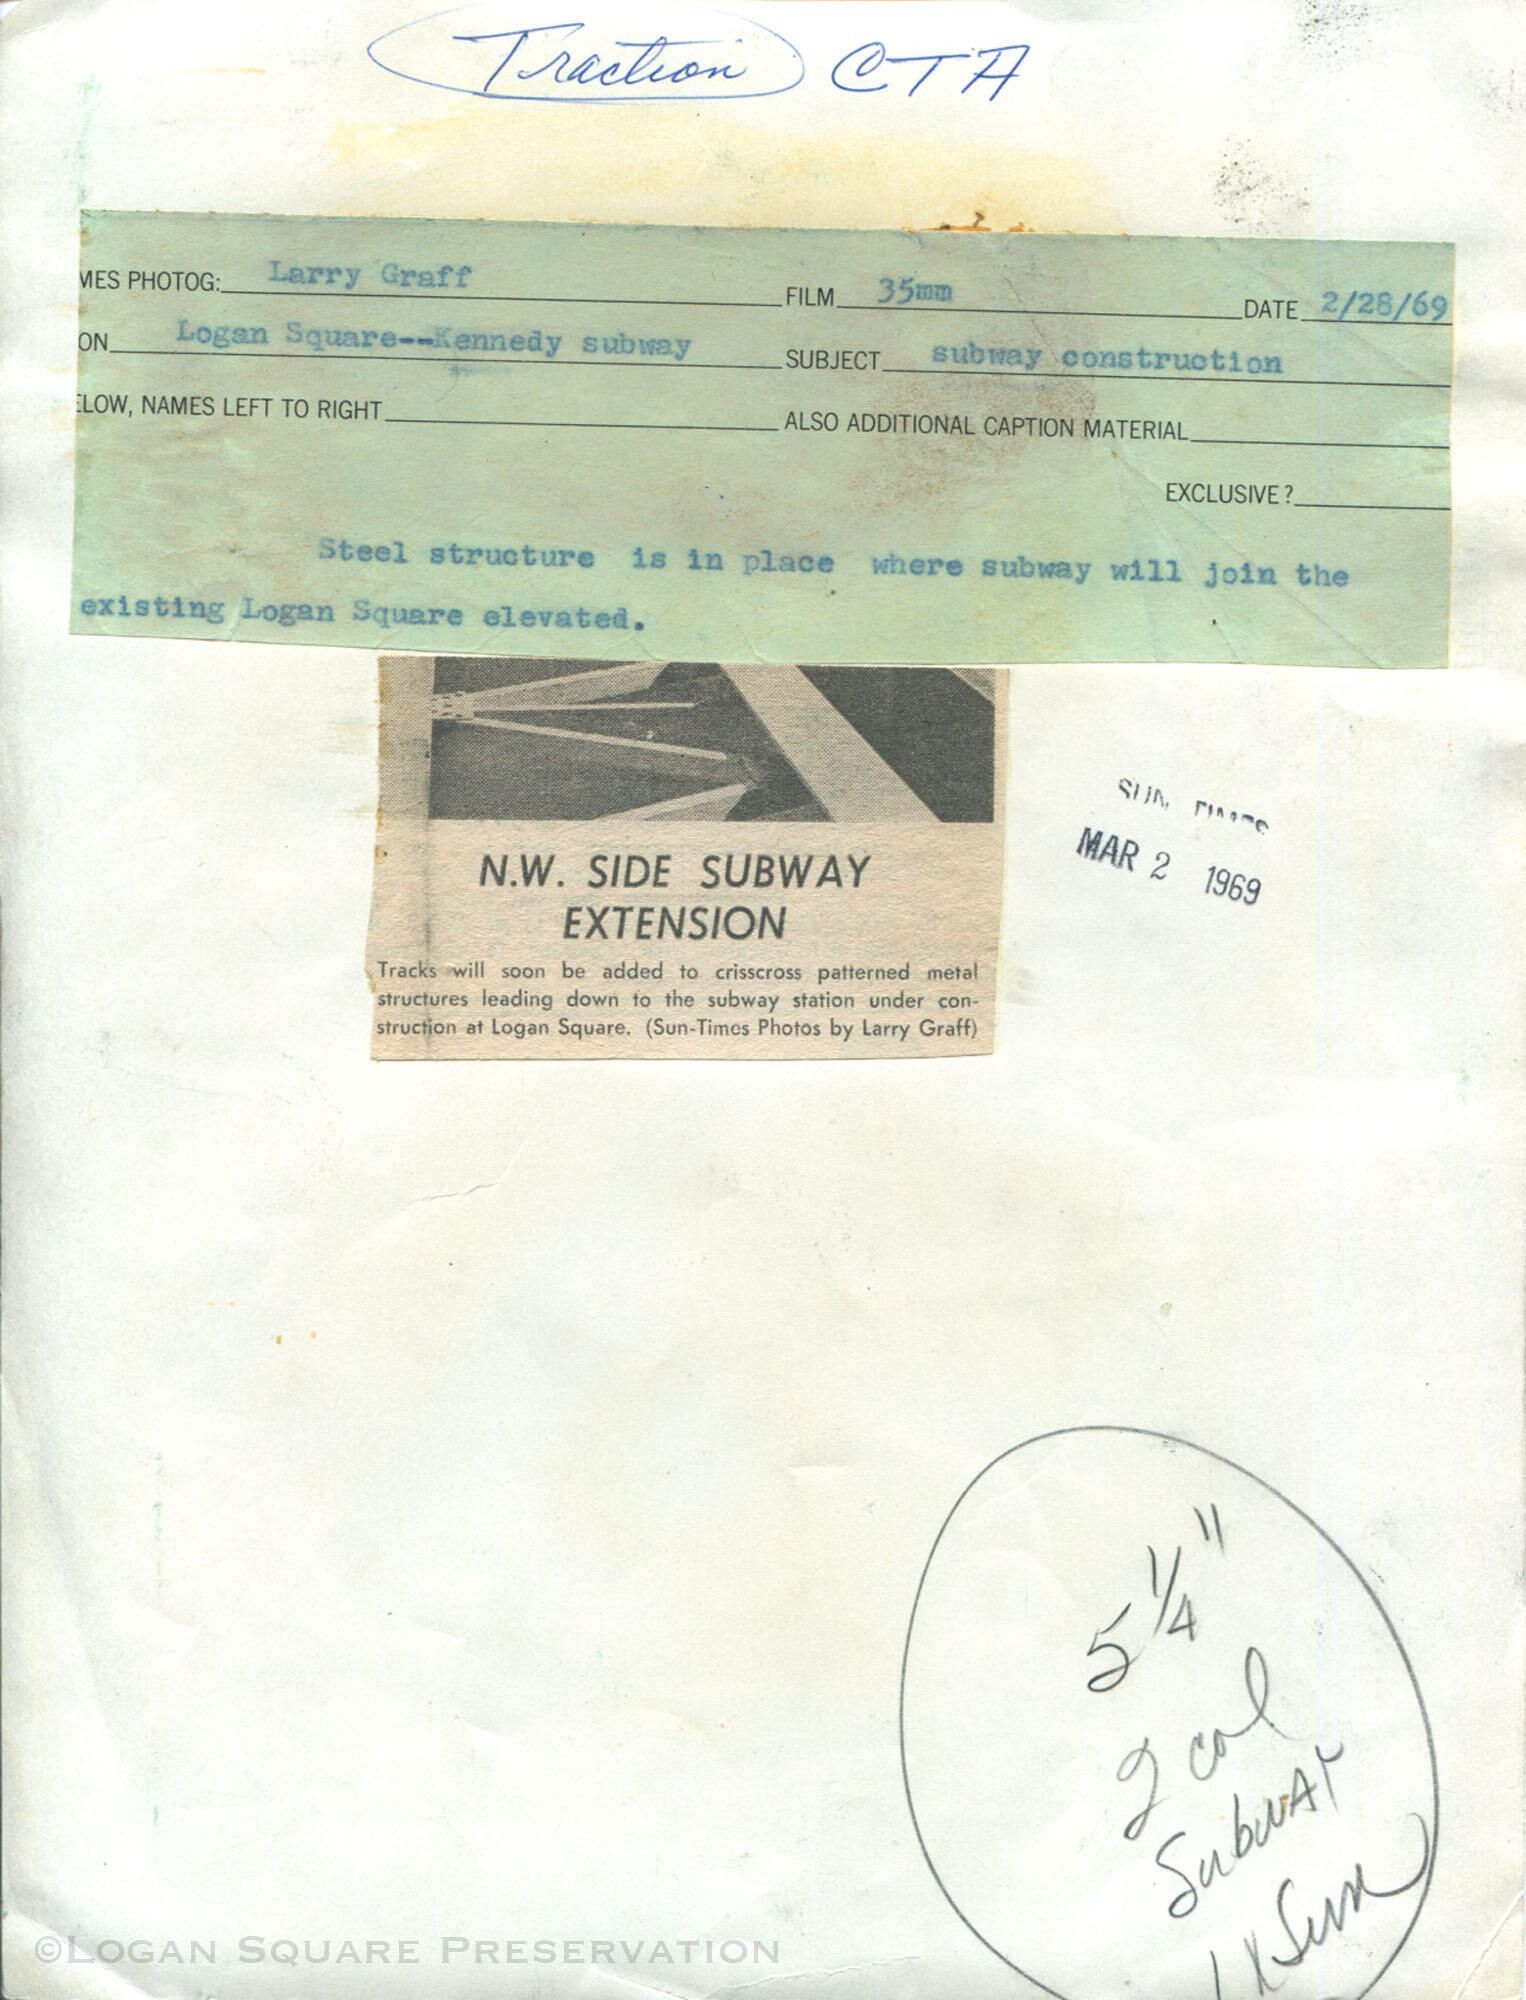 Traction CTA
MES PHOTOG: Larry Graff FILM 35mm DATE 2/28/69
ON Logan Square--Kennedy subway SUBJECT subway construction
ELOW, NAMES LEFT TO RIGHT ALSO ADDITIONAL CAPTION MATERIAL
EXCLUSIVE?
Steel structure is in place where subway will join the
existing Logan Square elevated.
N.W. SIDE SUBWAY
EXTENSION
Tracks will soon be added to crisscross patterned metal
structures leading down to the subway station under con-
struction at Logan Square. (Sun-Times Photos by Larry Graff)
SUN TIMES
MAR 2 1969
5 1/4"
2 col
Subway
Sun
©LOGAN SQUARE PRESERVATION